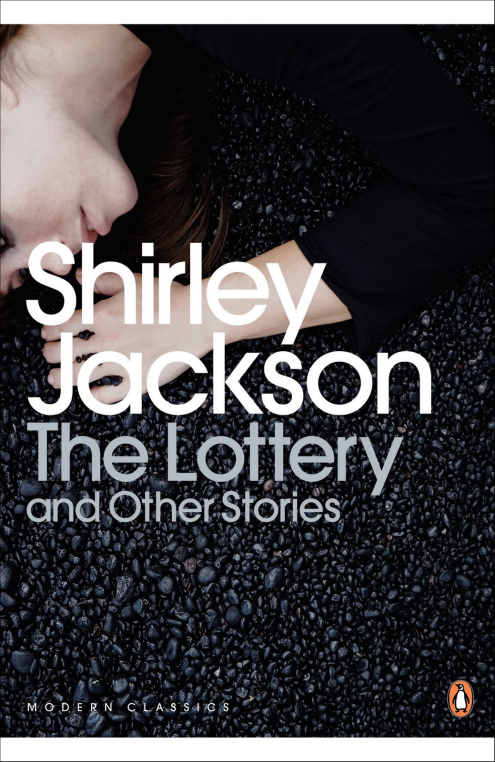 Shirley
Jackson
The Lottery
and Other Stories
MODERN CLASSICS